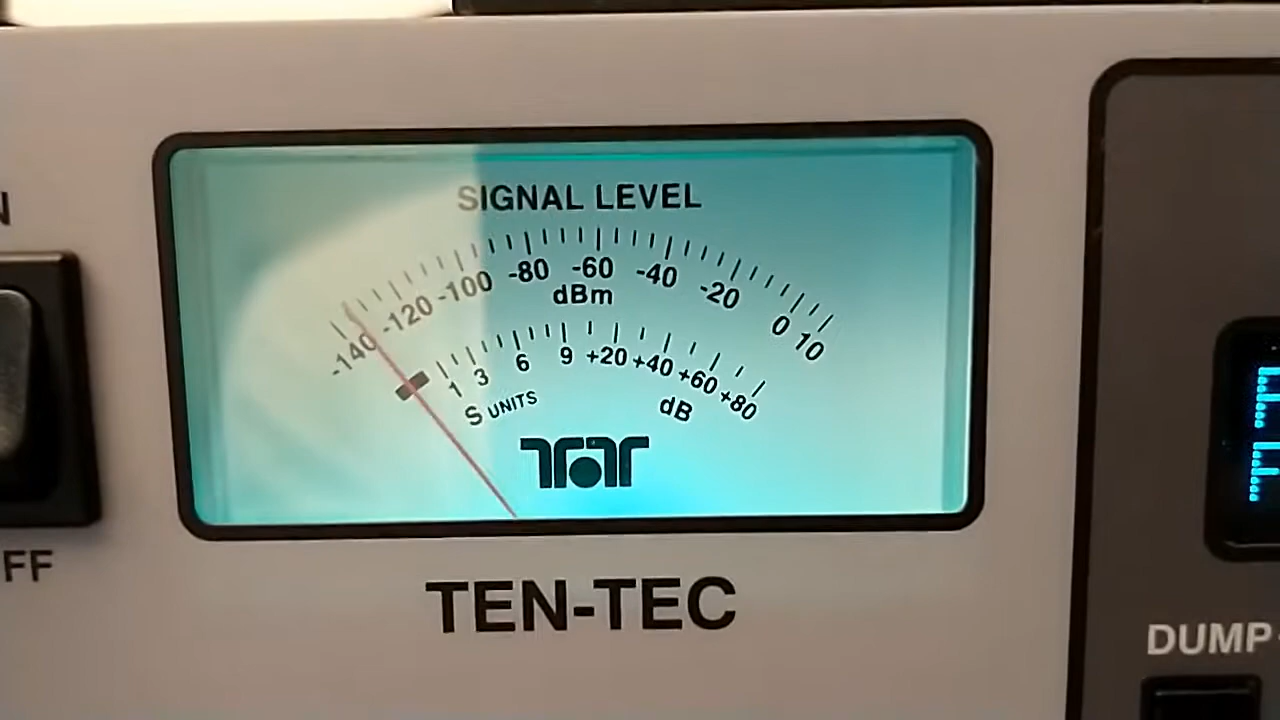 SIGNAL LEVEL
-140 -120 -100 -80 -60 -40 -20 0 10
dBm
1 3 6 9 +20 +40 +60 +80
S UNITS dB
N
FF
TEN-TEC
DUMP